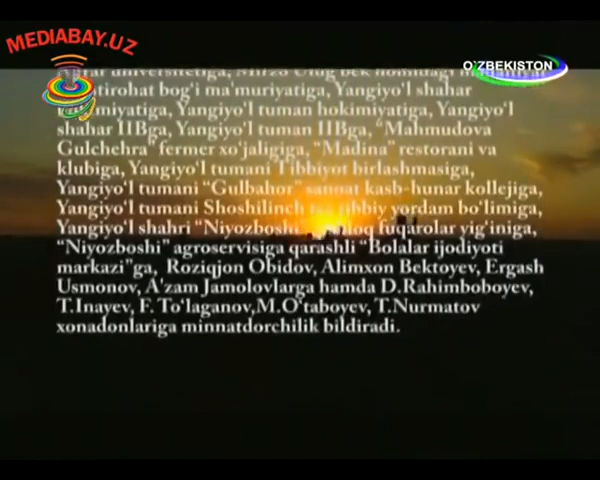 MEDIABAY.UZ
O'ZBEKISTON
universitetiga, Mirzo Ulug'bek nomidagi
bog'i ma'muriyatiga, Yangiyo'l shahar
Yangiyo'l tuman hokimiyatiga, Yangiyo'l
shahar IIBga, Yangiyo'l tuman IIBga, "Mahmudova
Gulchehra" fermer xo'jaligiga, "Madina" restorani va
klubiga, Yangiyo'l tumani Tibbiyot birlashmasiga,
Yangiyo'l tumani "Gulbahor" sannat kasb-hunar kollejiga,
Yangiyo'l tumani Shoshilinch tez tibbiy yordam bo'limiga,
Yangiyo'l shahri "Niyozboshi" fuqarolar yig'iniga,
"Niyozboshi" agroservisiga qarashli "Bolalar ijodiyoti
markazi"ga, Roziqjon Obidov, Alimxon Bektoyev, Ergash
Usmonov, A'zam Jamolovlarga hamda D.Rahimboboyev,
T.Inayev, F. To'laganov,M.O'taboyev, T.Nurmatov
xonadonlariga minnatdorchilik bildiradi.